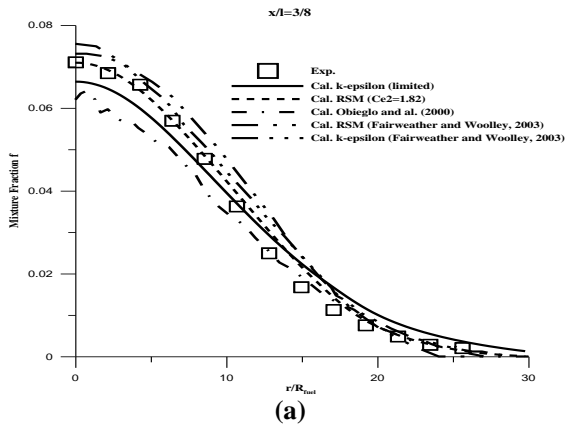 x/l=3/8
0.08
0.06
0.04
0.02
0
Mixture Fraction f
Exp.
Cal. k-epsilon (limited)
Cal. RSM (Ce2=1.82)
Cal. Obieglo and al. (2000)
Cal. RSM (Fairweather and Woolley, 2003)
Cal. k-epsilon (Fairweather and Woolley, 2003)
0 10 20 30
r/Rfuel
(a)